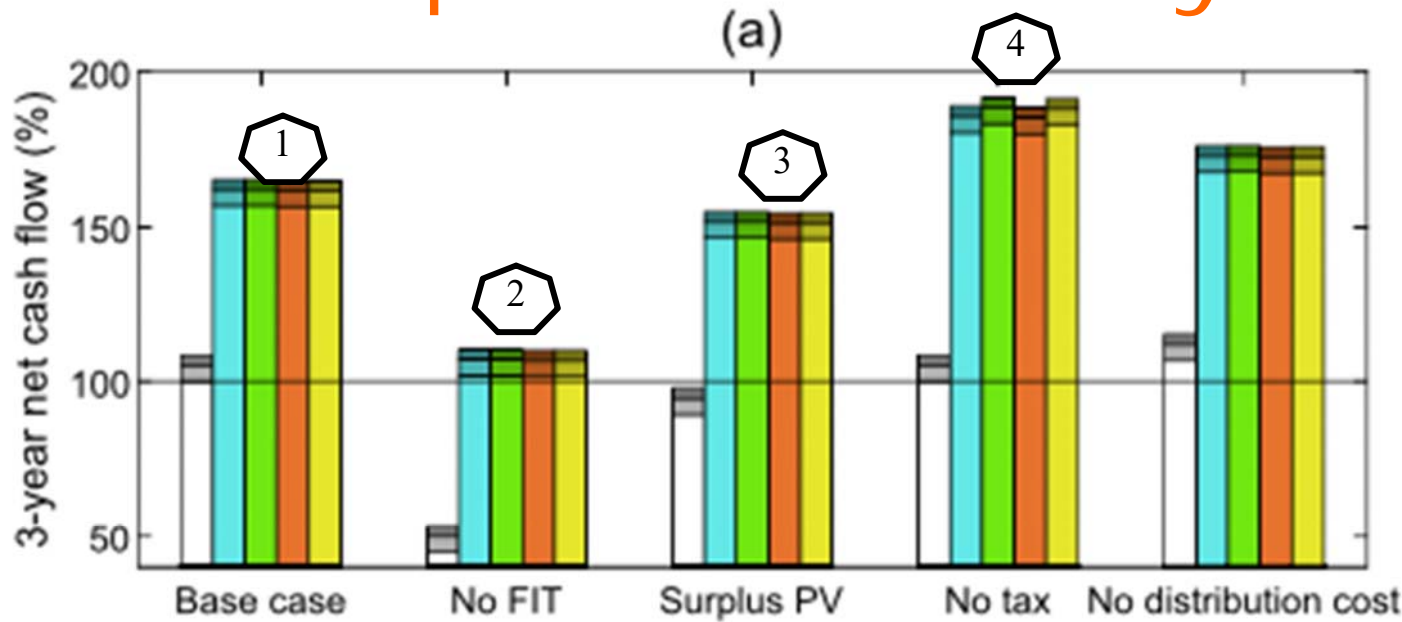 (a)
200
150
100
50
3-year net cash flow (%)
1
2
3
4
Base case
No FIT
Surplus PV
No tax
No distribution cost